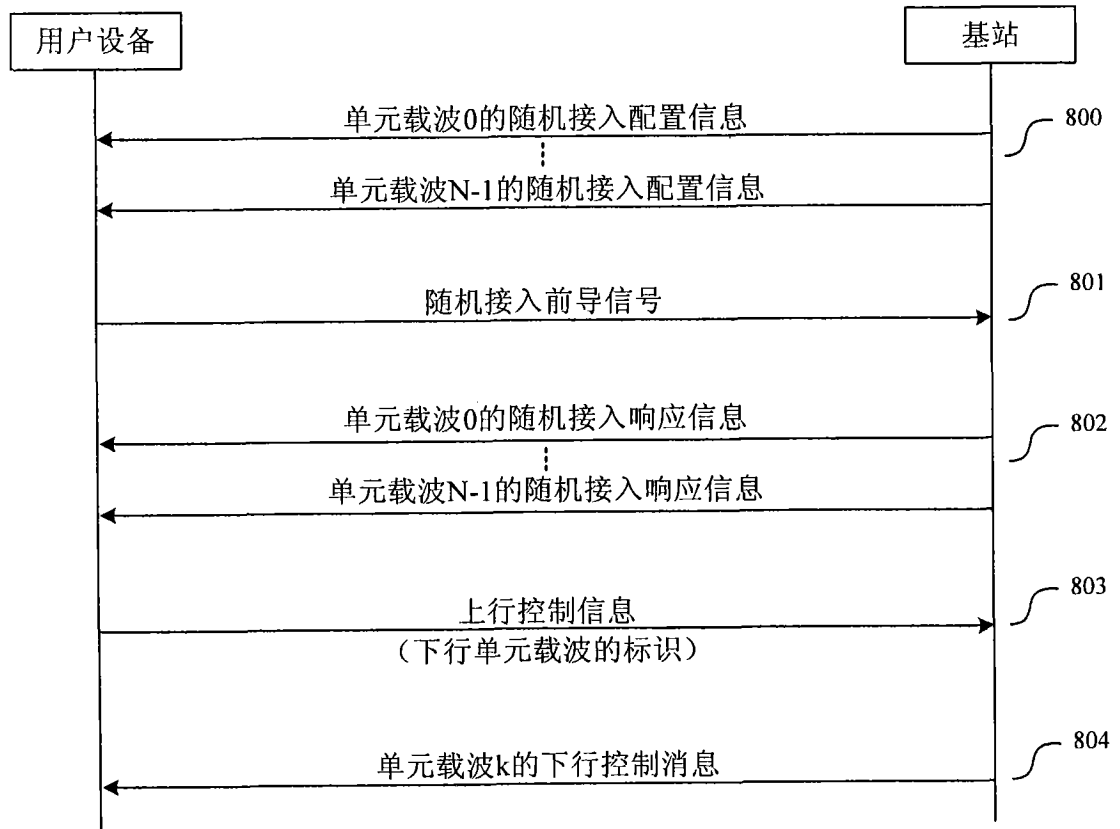 用户设备
基站
单元载波0的随机接入配置信息
800
单元载波N-1的随机接入配置信息
801
随机接入前导信号
单元载波0的随机接入响应信息
802
单元载波N-1的随机接入响应信息
803
上行控制信息
（下行单元载波的标识）
804
单元载波k的下行控制消息